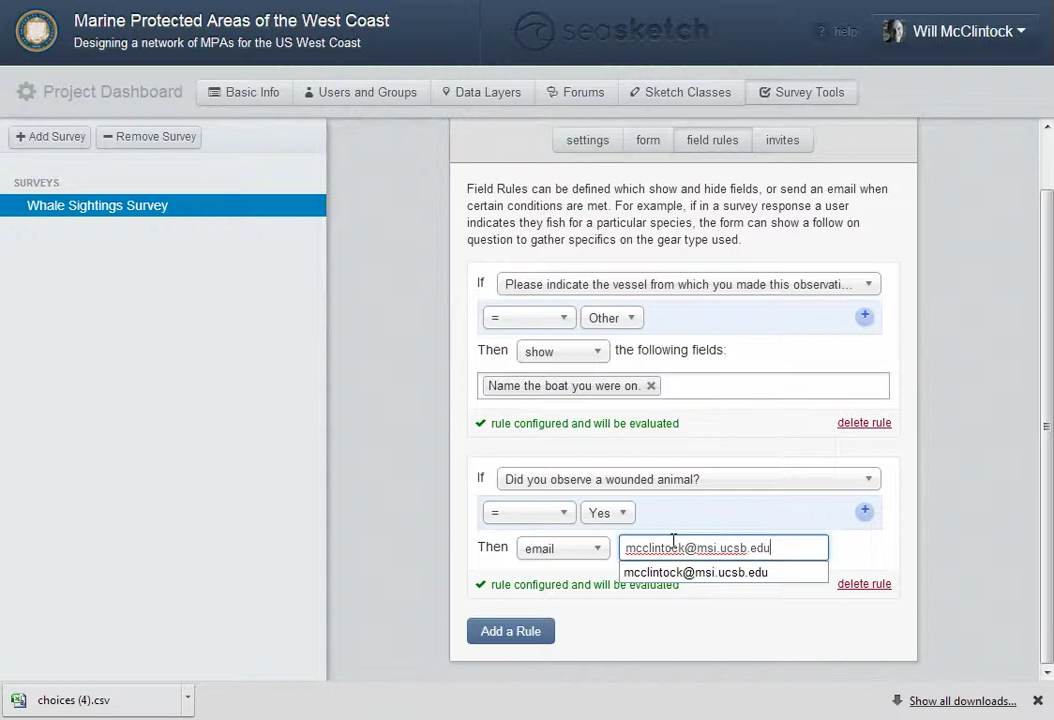 Marine Protected Areas of the West Coast
Designing a network of MPAs for the US West Coast
seasketch
? help
Will McClintock
Project Dashboard
Basic Info
Users and Groups
Data Layers
Forums
Sketch Classes
Survey Tools
+ Add Survey
− Remove Survey
settings
form
field rules
invites
SURVEYS
Whale Sightings Survey
Field Rules can be defined which show and hide fields, or send an email when
certain conditions are met. For example, if in a survey response a user
indicates they fish for a particular species, the form can show a follow on
question to gather specifics on the gear type used.
If Please indicate the vessel from which you made this observati...
= Other
Then show the following fields:
Name the boat you were on.
rule configured and will be evaluated
delete rule
If Did you observe a wounded animal?
= Yes
Then email mcclintock@msi.ucsb.edu
mcclintock@msi.ucsb.edu
rule configured and will be evaluated
delete rule
Add a Rule
choices (4).csv
Show all downloads...